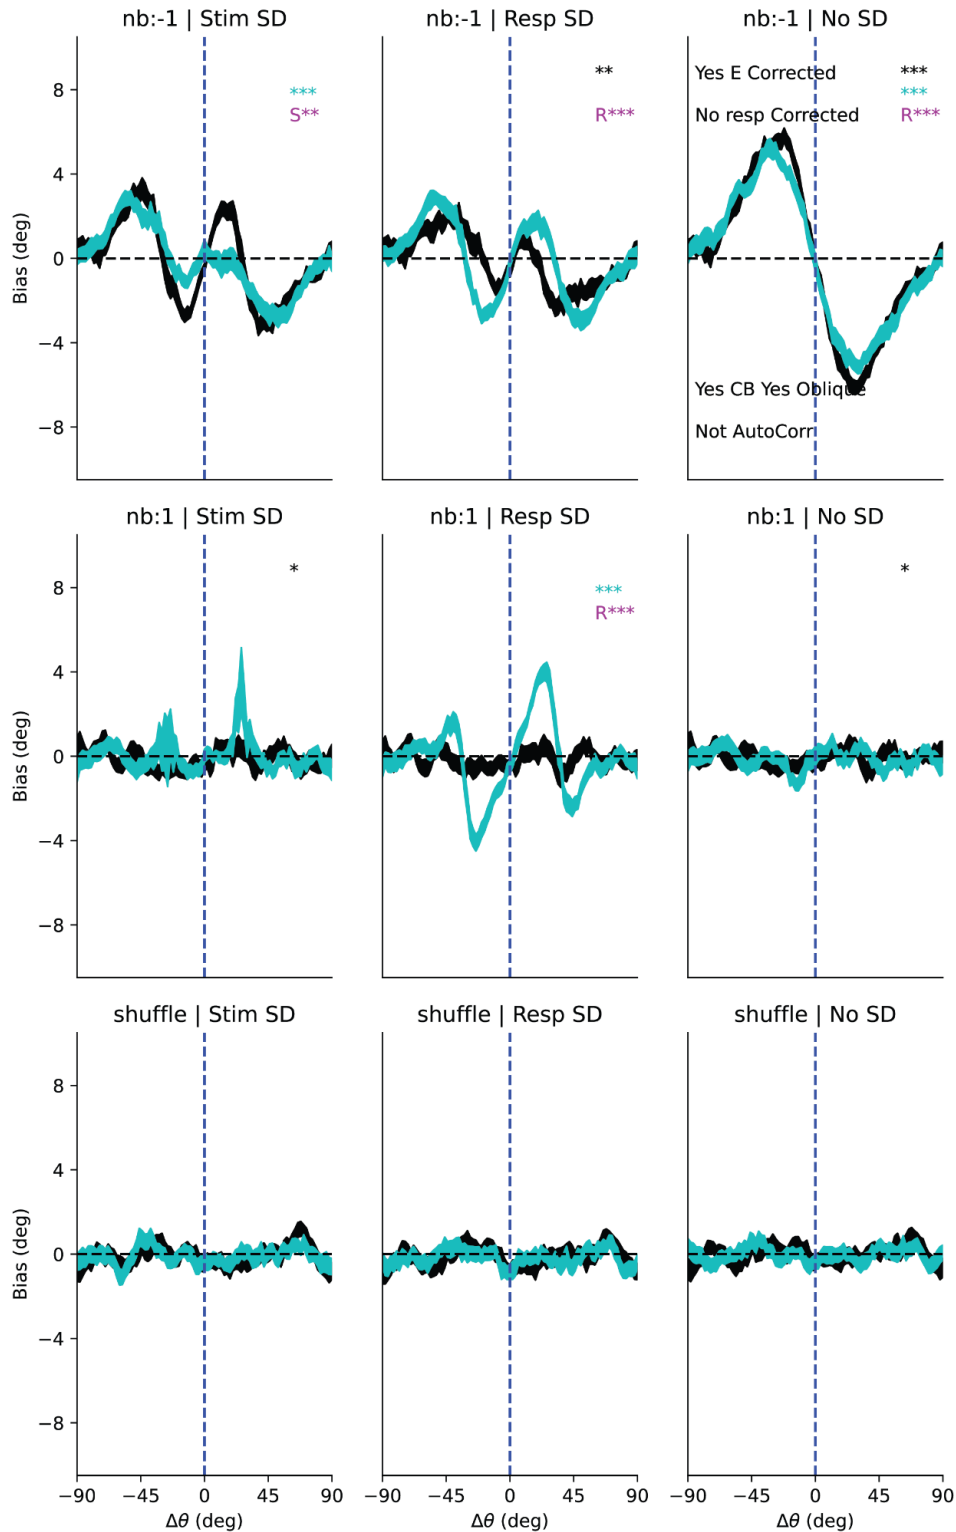 nb:-1 | Stim SD
nb:-1 | Resp SD
nb:-1 | No SD
Bias (deg)
8
4
0
−4
−8
***
S**
**
R***
Yes E Corrected
***
***
No resp Corrected
R***
Yes CB Yes Oblique
Not AutoCorr
nb:1 | Stim SD
nb:1 | Resp SD
nb:1 | No SD
Bias (deg)
8
4
0
−4
−8
*
***
R***
*
shuffle | Stim SD
shuffle | Resp SD
shuffle | No SD
Bias (deg)
8
4
0
−4
−8
−90 −45 0 45 90
−90 −45 0 45 90
−90 −45 0 45 90
Δθ (deg)
Δθ (deg)
Δθ (deg)